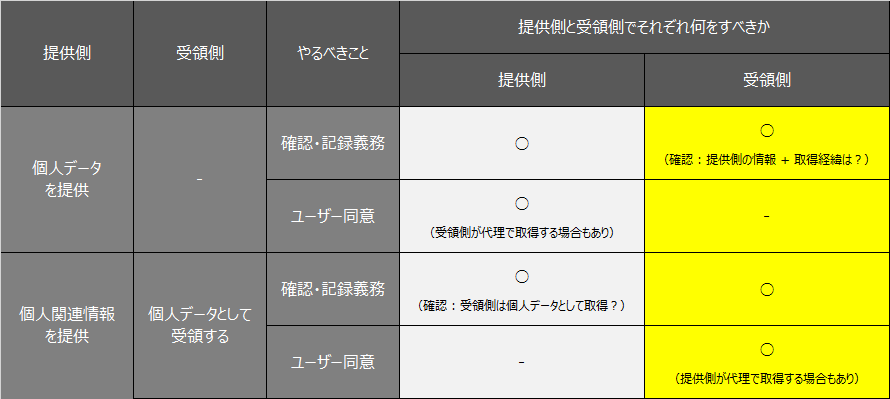 提供側
受領側
やるべきこと
提供側と受領側でそれぞれ何をすべきか
提供側
受領側
個人データ
を提供
-
確認・記録義務
〇
〇
(確認：提供側の情報 + 取得経緯は？)
ユーザー同意
〇
(受領側が代理で取得する場合もあり)
-
個人関連情報
を提供
個人データとして
受領する
確認・記録義務
〇
(確認：受領側は個人データとして取得？)
〇
ユーザー同意
-
〇
(提供側が代理で取得する場合もあり)